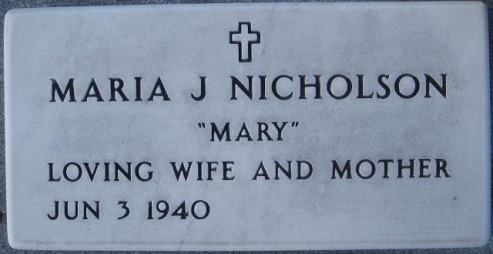 MARIA J NICHOLSON
"MARY"
LOVING WIFE AND MOTHER
JUN 3 1940